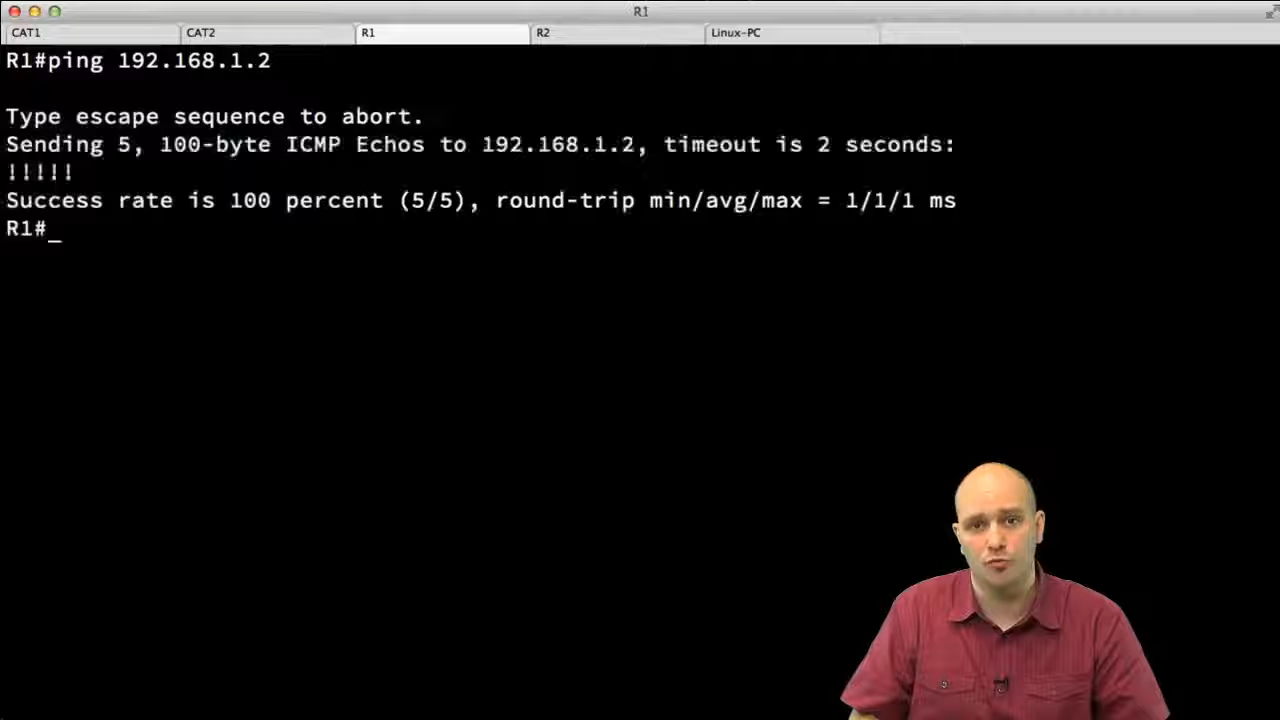 R1
CAT1
CAT2
R1
R2
Linux-PC
R1#ping 192.168.1.2
Type escape sequence to abort.
Sending 5, 100-byte ICMP Echos to 192.168.1.2, timeout is 2 seconds:
!!!!!
Success rate is 100 percent (5/5), round-trip min/avg/max = 1/1/1 ms
R1#_